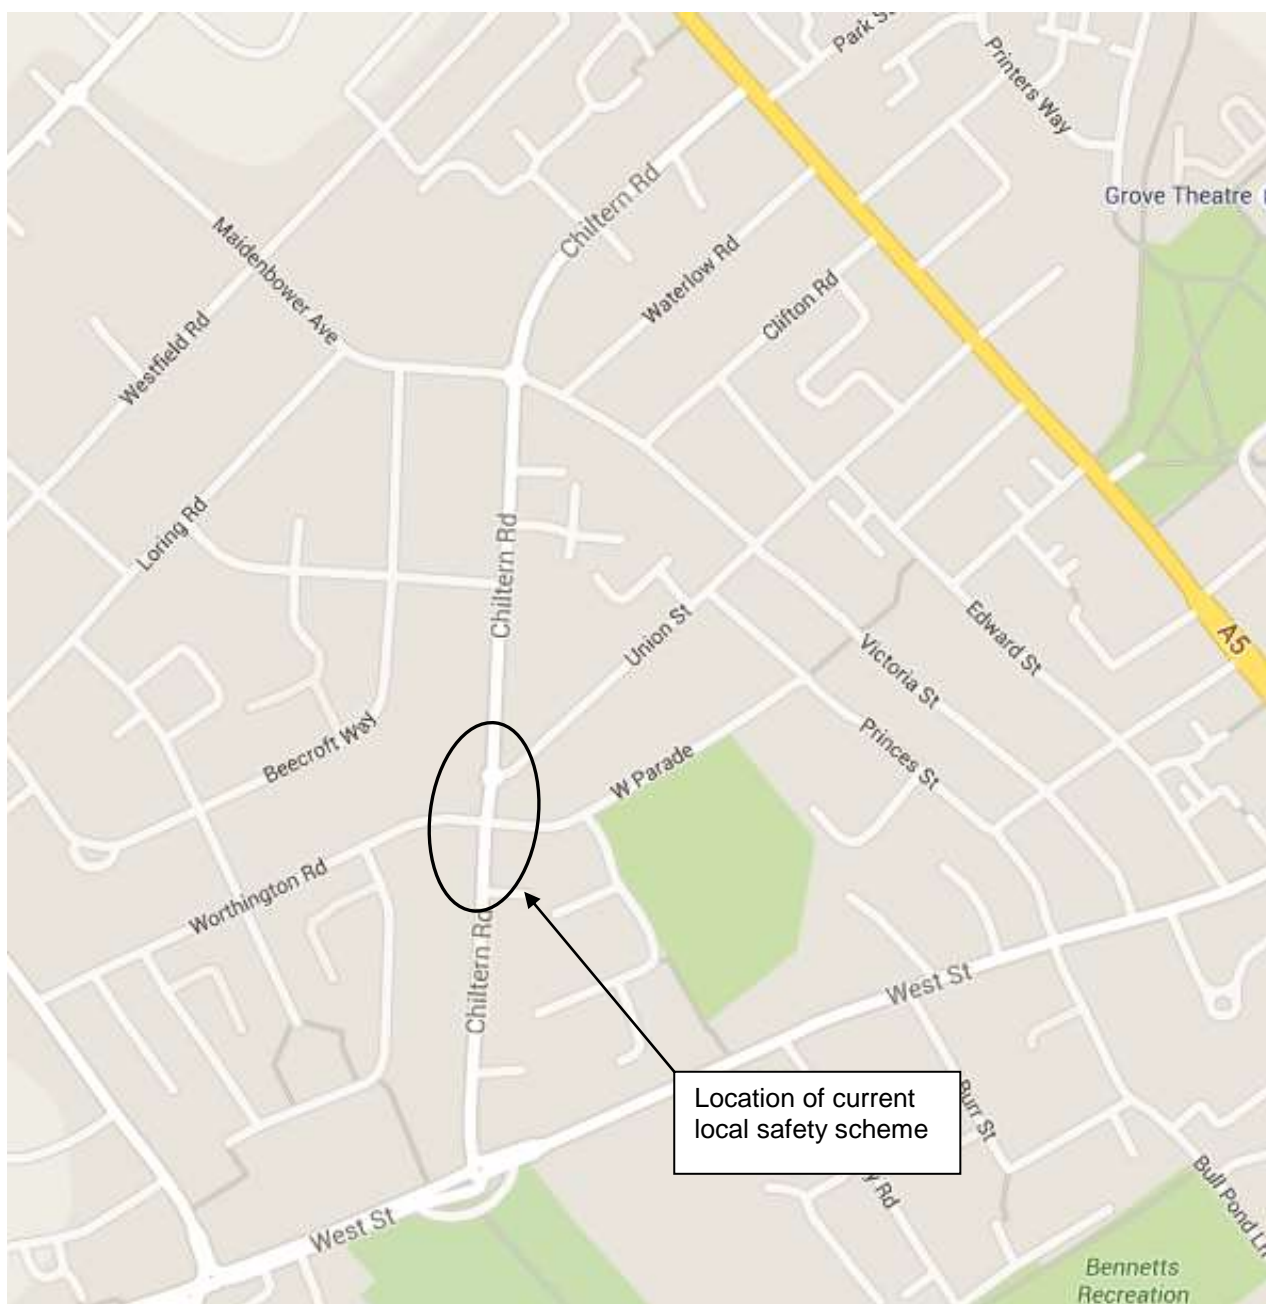 Park S
Printers Way
Grove Theatre
Chiltern Rd
Maidenbower Ave
Waterlow Rd
Clifton Rd
Westfield Rd
Loring Rd
Chiltern Rd
Union St
Edward St
A5
Victoria St
Beecroft Way
W Parade
Princes St
Worthington Rd
Chiltern Rd
West St
Location of current
local safety scheme
Burr St
y Rd
Bull Pond Ln
West St
Bennetts
Recreation